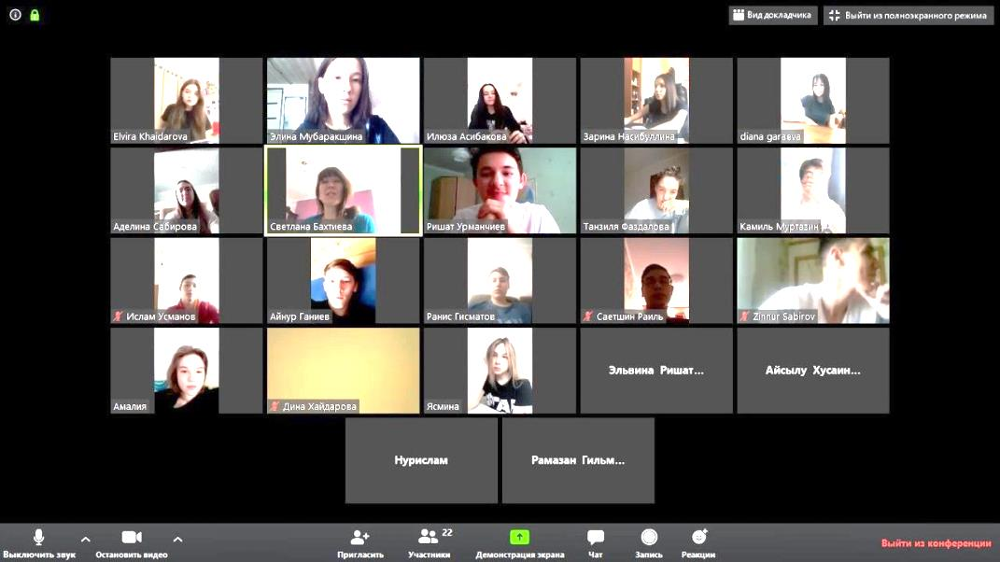 Вид докладчика
Выйти из полноэкранного режима
Elvira Khaidarova
Элина Мубаракшина
Илюза Асибакова
Зарина Насибуллина
diana garaeva
Аделина Сабирова
Светлана Бахтиева
Ришат Урманчиев
Танзиля Фаздалова
Камиль Муртазин
Ислам Усманов
Айнур Ганиев
Ранис Гисматов
Саетшин Раиль
Zinnur Sabirov
Амалия
Дина Хайдарова
Ясмина
Эльвина Ришат...
Айсылу Хусаин...
Нурислам
Рамазан Гильм...
Выключить звук
Остановить видео
Пригласить
22
Участники
Демонстрация экрана
Чат
Запись
Реакции
Выйти из конференции